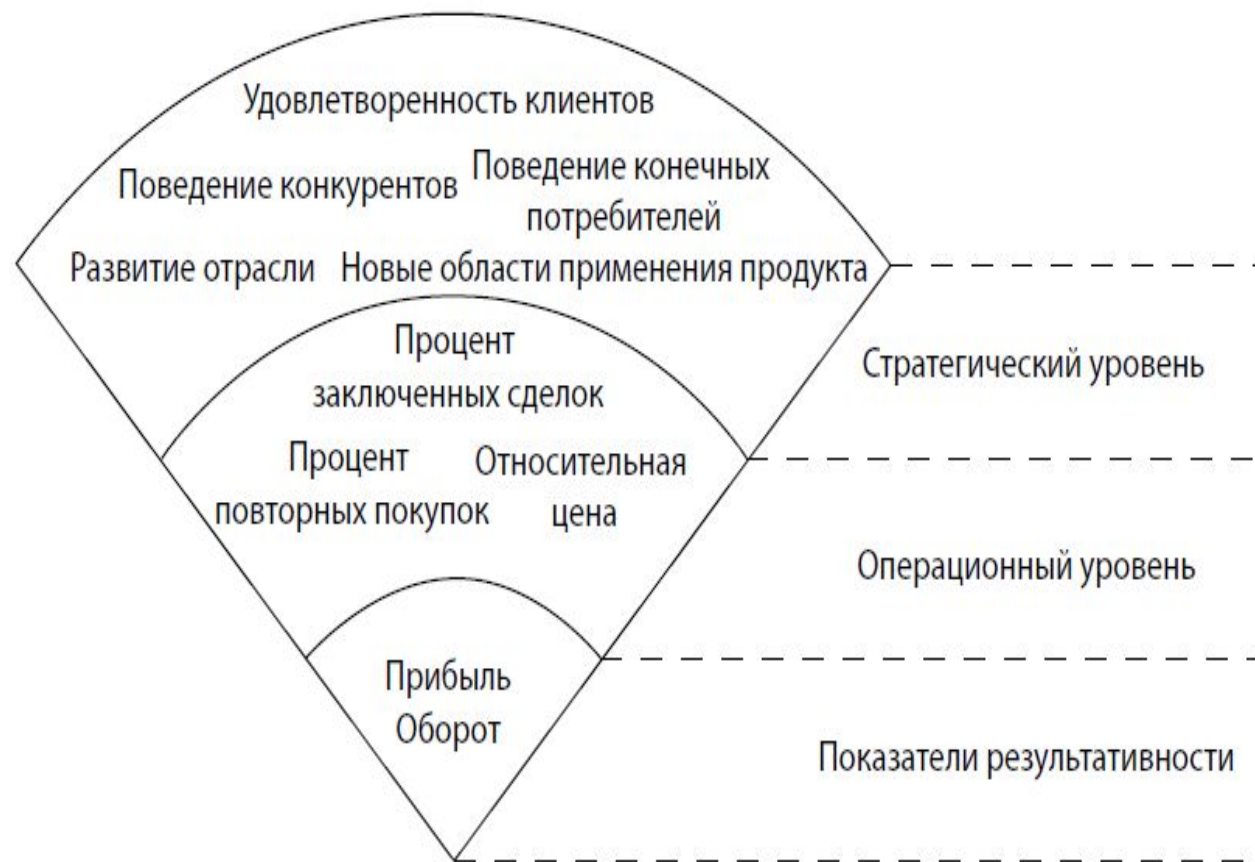 Удовлетворенность клиентов
Поведение конкурентов
Поведение конечных
потребителей
Развитие отрасли
Новые области применения продукта
Процент
заключенных сделок
Процент
повторных покупок
Относительная
цена
Прибыль
Оборот
Стратегический уровень
Операционный уровень
Показатели результативности